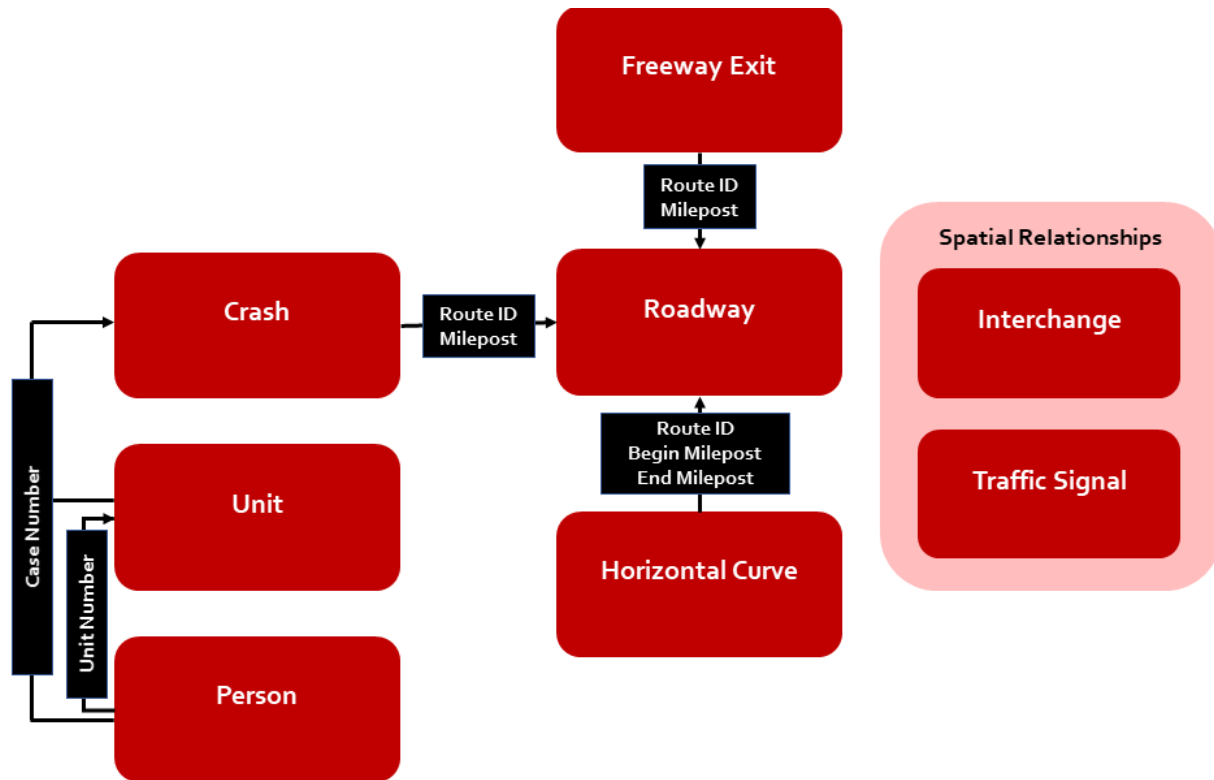 Freeway Exit
Route ID
Milepost
Spatial Relationships
Crash
Route ID
Milepost
Roadway
Interchange
Route ID
Begin Milepost
End Milepost
Unit
Traffic Signal
Case Number
Unit Number
Horizontal Curve
Person